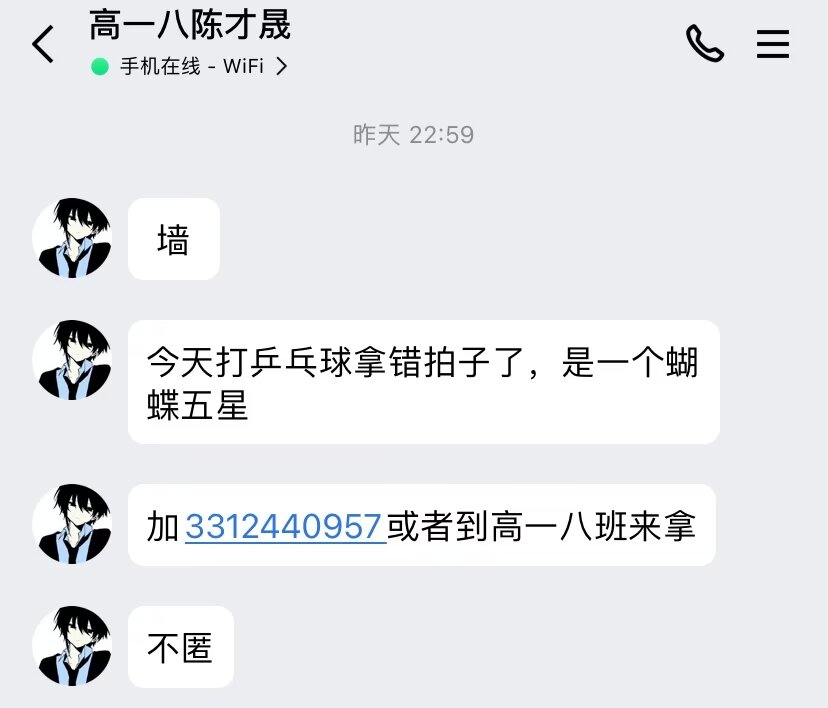 高一八陈才晟
手机在线 - WiFi
昨天 22:59
墙
今天打乒乓球拿错拍子了，是一个蝴
蝶五星
加3312440957或者到高一八班来拿
不匿